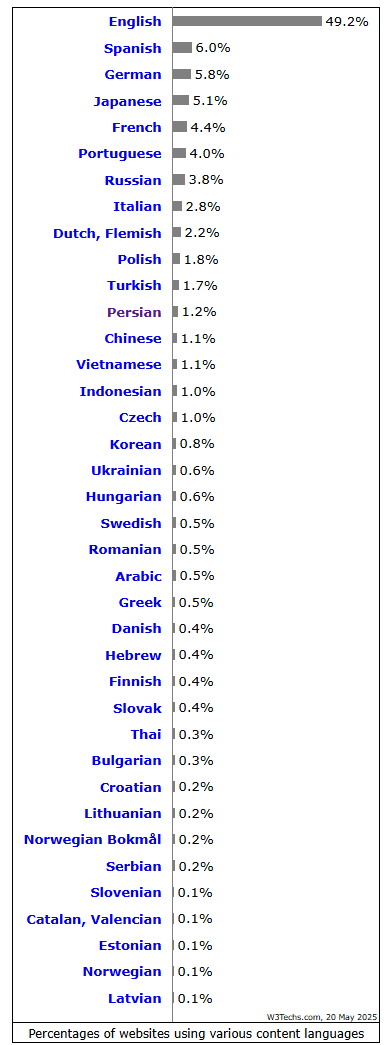 English 49.2%
Spanish 6.0%
German 5.8%
Japanese 5.1%
French 4.4%
Portuguese 4.0%
Russian 3.8%
Italian 2.8%
Dutch, Flemish 2.2%
Polish 1.8%
Turkish 1.7%
Persian 1.2%
Chinese 1.1%
Vietnamese 1.1%
Indonesian 1.0%
Czech 1.0%
Korean 0.8%
Ukrainian 0.6%
Hungarian 0.6%
Swedish 0.5%
Romanian 0.5%
Arabic 0.5%
Greek 0.5%
Danish 0.4%
Hebrew 0.4%
Finnish 0.4%
Slovak 0.4%
Thai 0.3%
Bulgarian 0.3%
Croatian 0.2%
Lithuanian 0.2%
Norwegian Bokmål 0.2%
Serbian 0.2%
Slovenian 0.1%
Catalan, Valencian 0.1%
Estonian 0.1%
Norwegian 0.1%
Latvian 0.1%
W3Techs.com, 20 May 2025
Percentages of websites using various content languages